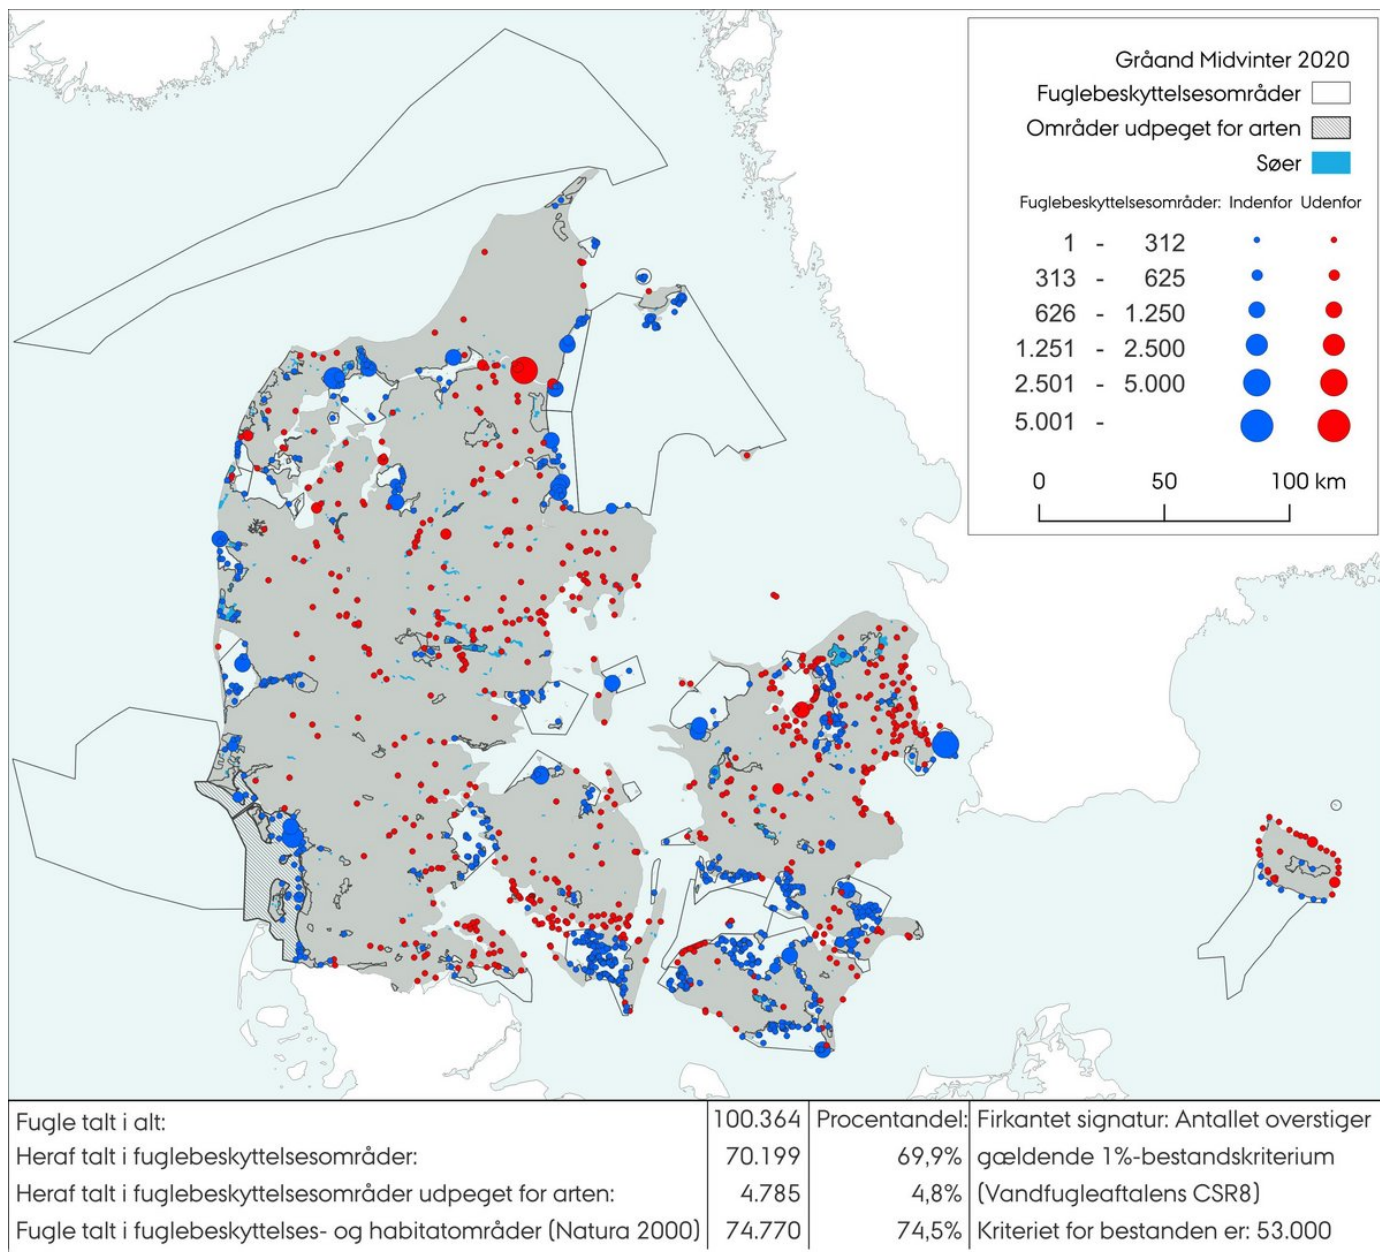 Gråand Midvinter 2020
Fuglebeskyttelsesområder
Områder udpeget for arten
Søer
Fuglebeskyttelsesområder: Indenfor Udenfor
1 - 312
313 - 625
626 - 1.250
1.251 - 2.500
2.501 - 5.000
5.001 -
0 50 100 km
Fugle talt i alt: 100.364 Procentandel: Firkantet signatur: Antallet overstiger
Heraf talt i fuglebeskyttelsesområder: 70.199 69,9% gældende 1%-bestandskriterium
Heraf talt i fuglebeskyttelsesområder udpeget for arten: 4.785 4,8% (Vandfugleaftalens CSR8)
Fugle talt i fuglebeskyttelses- og habitatområder (Natura 2000) 74.770 74,5% Kriteriet for bestanden er: 53.000